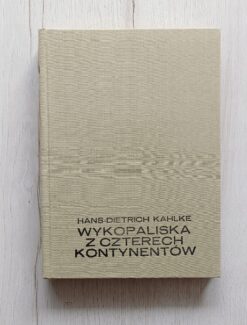 HANS-DIETRICH KAHLKE
WYKOPALISKA
Z CZTERECH
KONTYNENTÓW